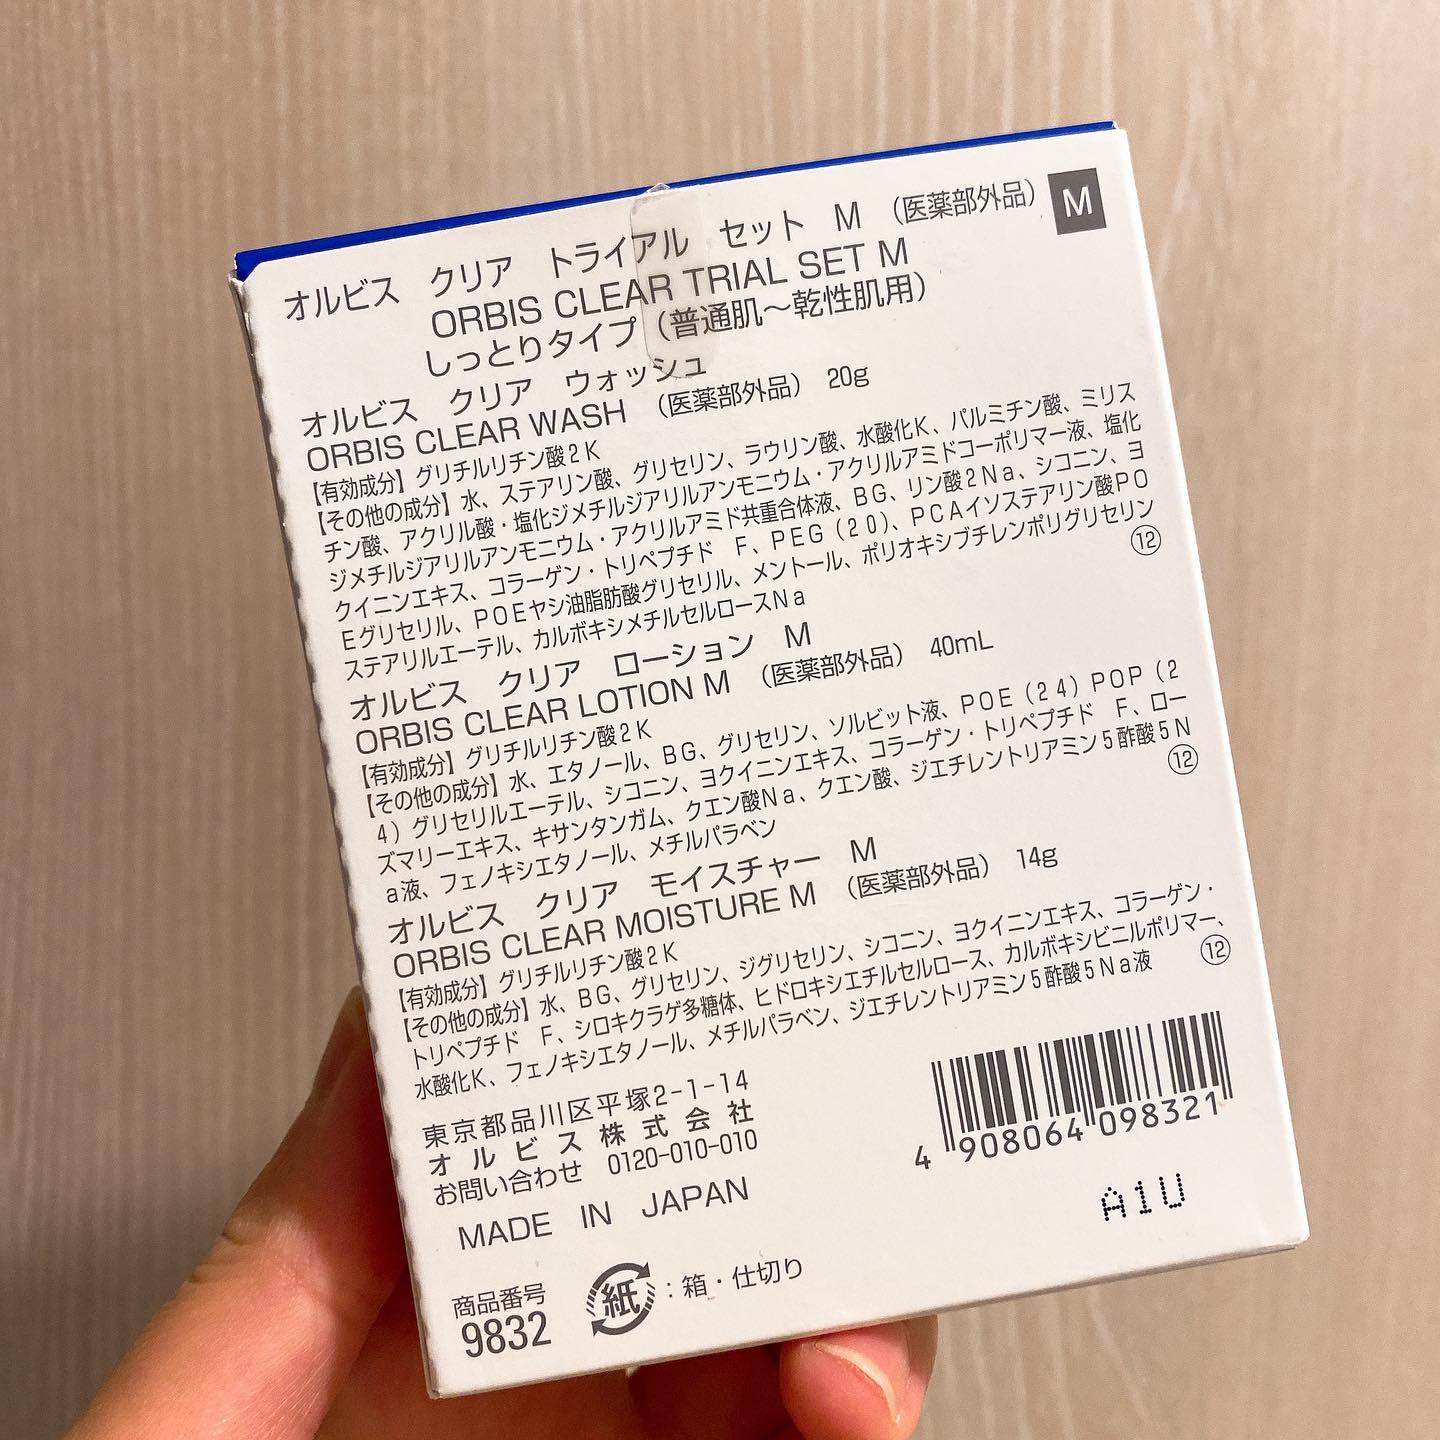 オルビス クリア トライアル セット M （医薬部外品） M
ORBIS CLEAR TRIAL SET M
しっとりタイプ（普通肌～乾性肌用）
オルビス クリア ウォッシュ
ORBIS CLEAR WASH （医薬部外品） 20g
【有効成分】グリチルリチン酸２Ｋ
【その他の成分】水、ステアリン酸、グリセリン、ラウリン酸、水酸化Ｋ、パルミチン酸、ミリス
チン酸、アクリル酸・塩化ジメチルジアリルアンモニウム・アクリルアミドコーポリマー液、塩化
ジメチルジアリルアンモニウム・アクリルアミド共重合体液、ＢＧ、リン酸２Ｎａ、シコニン、ヨ
クイニンエキス、コラーゲン・トリペプチド Ｆ、ＰＥＧ（２０）、ＰＣＡイソステアリン酸ＰＯ
Ｅグリセリル、ＰＯＥヤシ油脂肪酸グリセリル、メントール、ポリオキシブチレンポリグリセリン
ステアリルエーテル、カルボキシメチルセルロースＮａ ⑫
オルビス クリア ローション M
ORBIS CLEAR LOTION M （医薬部外品） 40mL
【有効成分】グリチルリチン酸２Ｋ
【その他の成分】水、エタノール、ＢＧ、グリセリン、ソルビット液、ＰＯＥ（２４）ＰＯＰ（２
４）グリセリルエーテル、シコニン、ヨクイニンエキス、コラーゲン・トリペプチド Ｆ、ロー
ズマリーエキス、キサンタンガム、クエン酸Ｎａ、クエン酸、ジエチレントリアミン５酢酸５Ｎ
ａ液、フェノキシエタノール、メチルパラベン ⑫
オルビス クリア モイスチャー M
ORBIS CLEAR MOISTURE M （医薬部外品） 14g
【有効成分】グリチルリチン酸２Ｋ
【その他の成分】水、ＢＧ、グリセリン、ジグリセリン、シコニン、ヨクイニンエキス、コラーゲン・
トリペプチド Ｆ、シロキクラゲ多糖体、ヒドロキシエチルセルロース、カルボキシビニルポリマー、
水酸化Ｋ、フェノキシエタノール、メチルパラベン、ジエチレントリアミン５酢酸５Ｎａ液 ⑫
東京都品川区平塚2-1-14
オルビス株式会社
お問い合わせ 0120-010-010
MADE IN JAPAN
4 908064 098321
A1U
商品番号
9832
紙：箱・仕切り